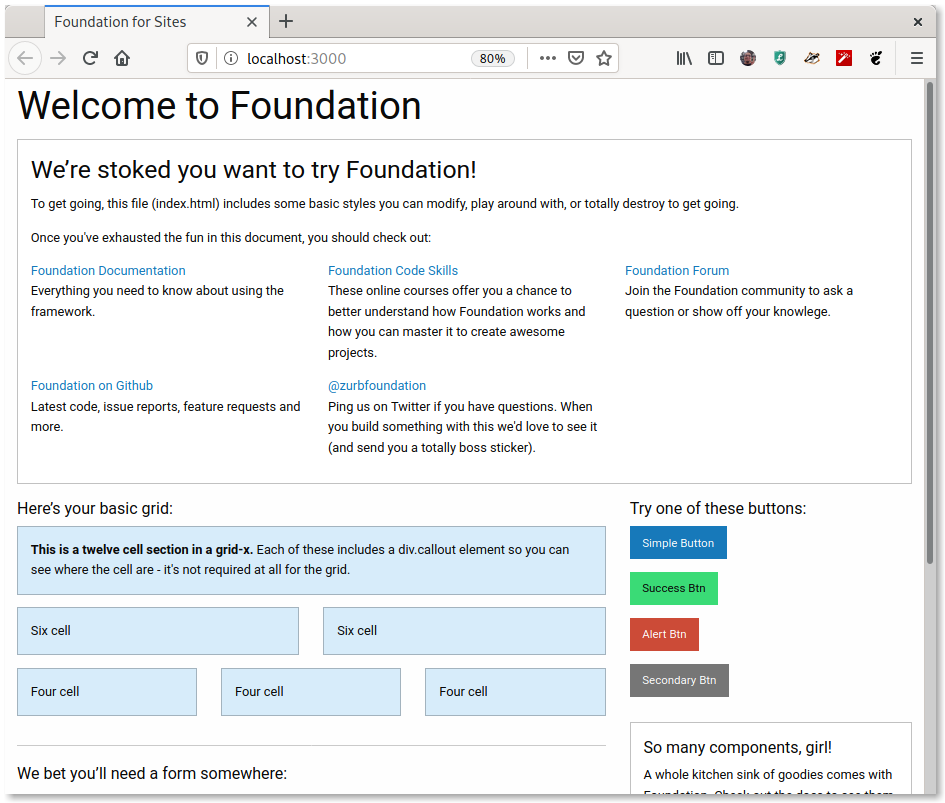 Foundation for Sites
localhost:3000
80%
Welcome to Foundation
We’re stoked you want to try Foundation!
To get going, this file (index.html) includes some basic styles you can modify, play around with, or totally destroy to get going.
Once you've exhausted the fun in this document, you should check out:
Foundation Documentation
Everything you need to know about using the
framework.
Foundation Code Skills
These online courses offer you a chance to
better understand how Foundation works and
how you can master it to create awesome
projects.
Foundation Forum
Join the Foundation community to ask a
question or show off your knowlege.
Foundation on Github
Latest code, issue reports, feature requests and
more.
@zurbfoundation
Ping us on Twitter if you have questions. When
you build something with this we'd love to see it
(and send you a totally boss sticker).
Here’s your basic grid:
This is a twelve cell section in a grid-x. Each of these includes a div.callout element so you can
see where the cell are - it's not required at all for the grid.
Six cell
Six cell
Four cell
Four cell
Four cell
We bet you’ll need a form somewhere:
Try one of these buttons:
Simple Button
Success Btn
Alert Btn
Secondary Btn
So many components, girl!
A whole kitchen sink of goodies comes with
Foundation. Check out the docs to see them